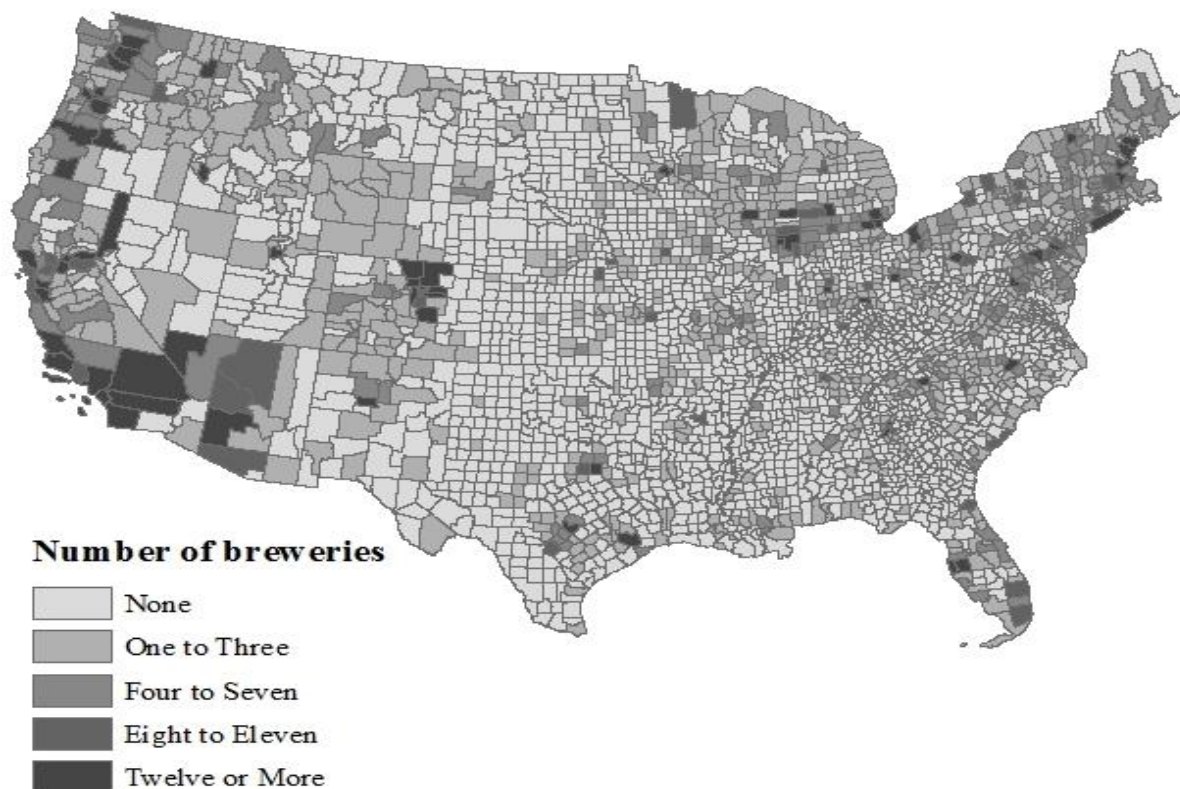 Number of breweries
None
One to Three
Four to Seven
Eight to Eleven
Twelve or More